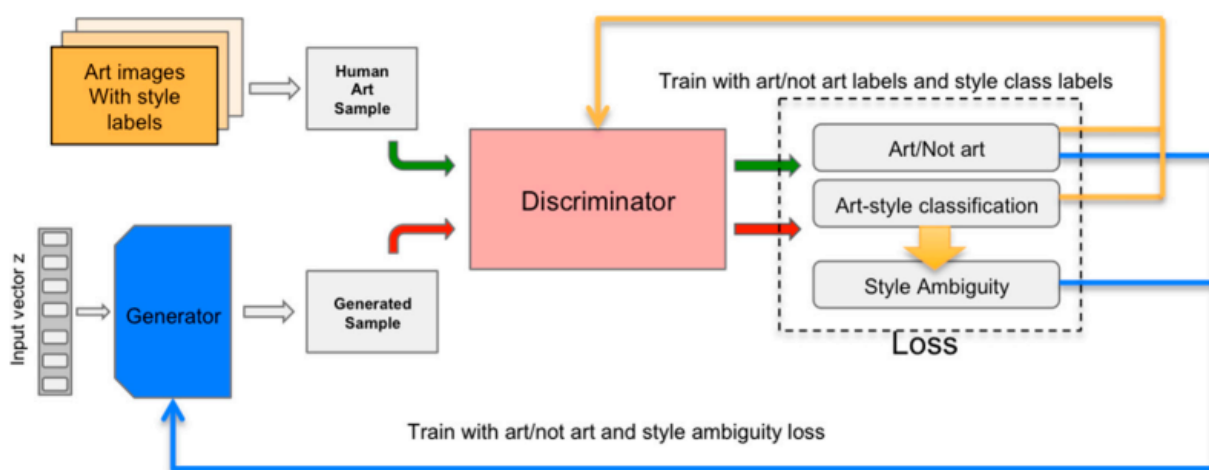 Art images
With style
labels
Human
Art
Sample
Train with art/not art labels and style class labels
Art/Not art
Discriminator
Art-style classification
Style Ambiguity
Loss
Input vector z
Generator
Generated
Sample
Train with art/not art and style ambiguity loss